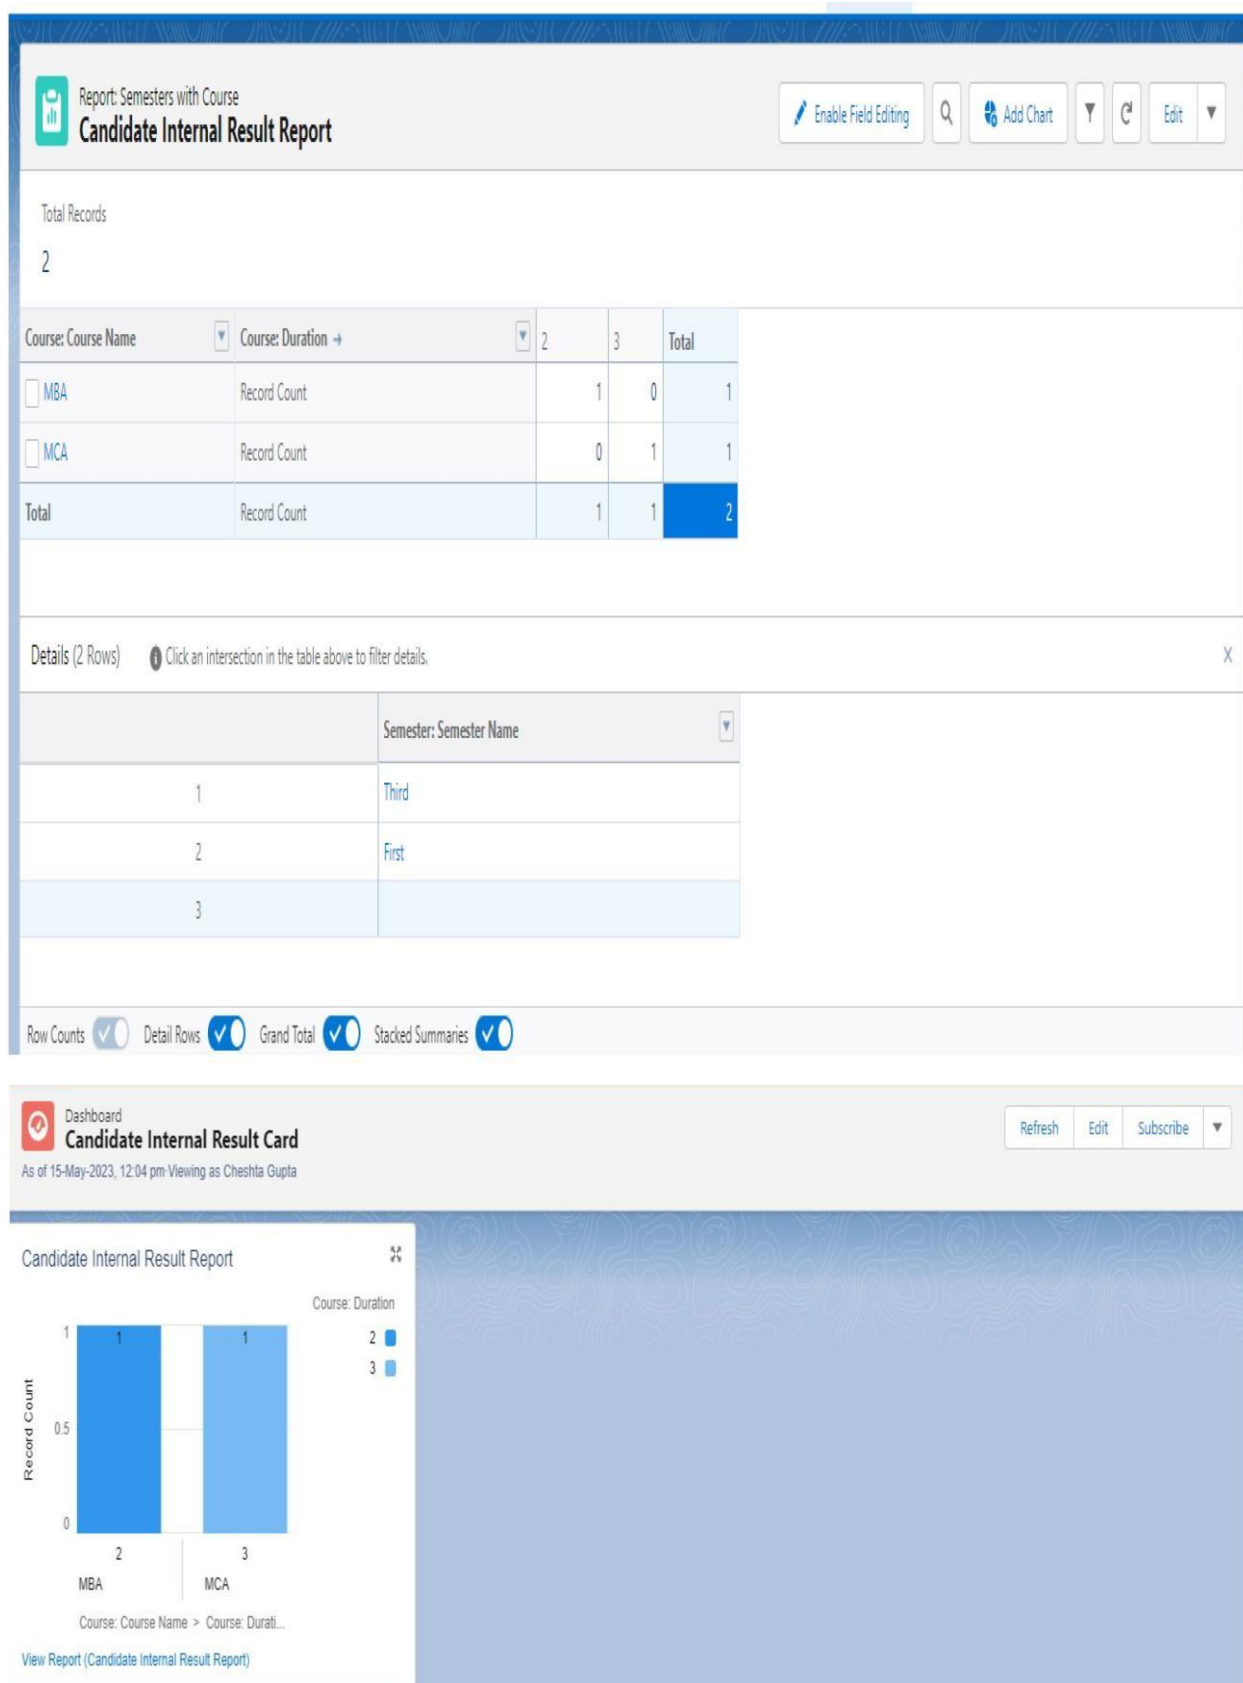 Report: Semesters with Course
Candidate Internal Result Report
Enable Field Editing
Add Chart
Edit
Total Records
2
Course: Course Name Course: Duration → 2 3 Total
MBA Record Count 1 0 1
MCA Record Count 0 1 1
Total Record Count 1 1 2
Details (2 Rows) Click an intersection in the table above to filter details.
X
Semester: Semester Name
1 Third
2 First
3
Row Counts Detail Rows Grand Total Stacked Summaries
Dashboard
Candidate Internal Result Card
As of 15-May-2023, 12:04 pm·Viewing as Cheshta Gupta
Refresh Edit Subscribe
Candidate Internal Result Report
Course: Duration
2
3
Record Count
1
0.5
0
1 1
2 3
MBA MCA
Course: Course Name > Course: Durati...
View Report (Candidate Internal Result Report)